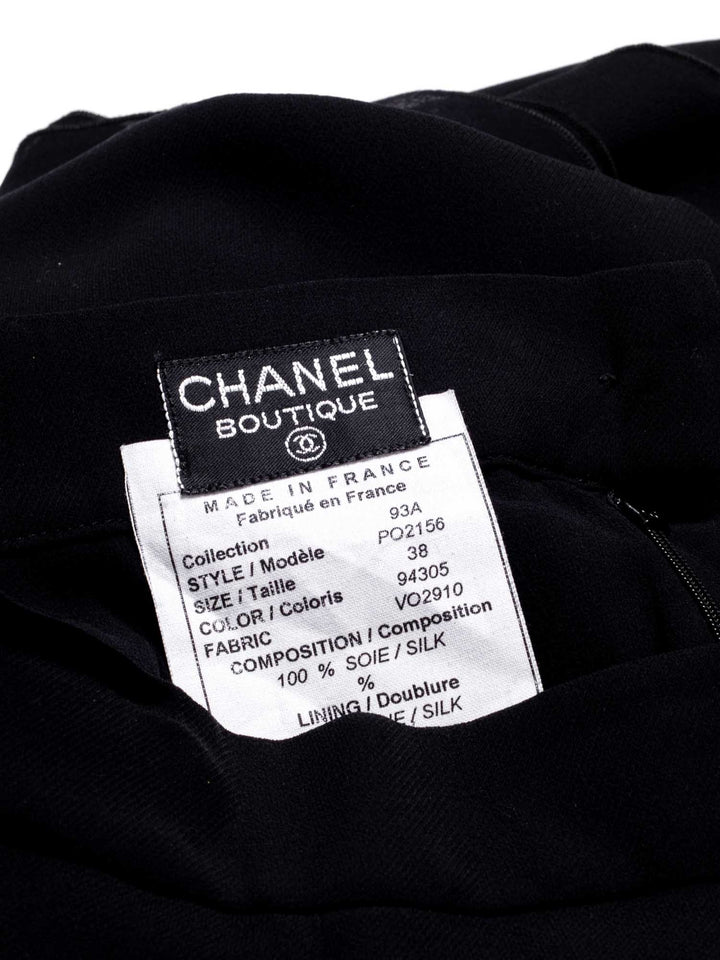 CHANEL
BOUTIQUE
MADE IN FRANCE
Fabriqué en France
Collection 93A
STYLE / Modèle PO2156
SIZE / Taille 38
COLOR / Coloris 94305
FABRIC VO2910
COMPOSITION / Composition
100 % SOIE / SILK
%
LINING / Doublure
/ SILK